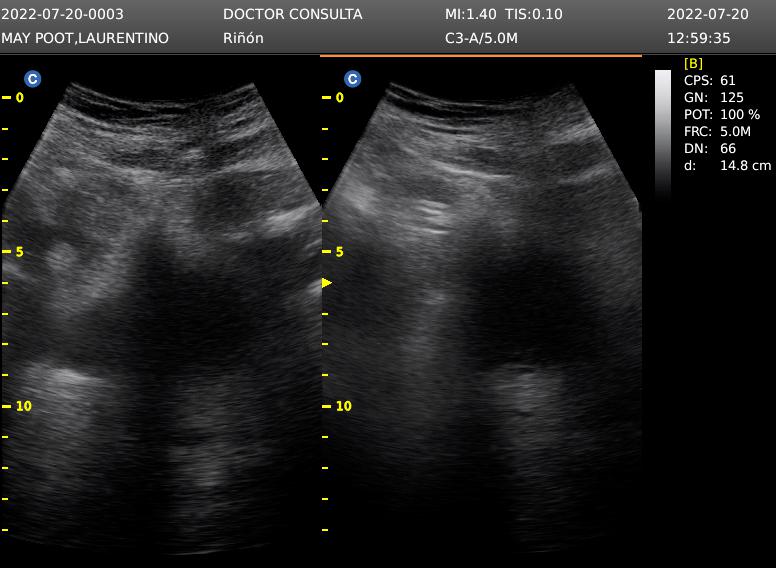 2022-07-20-0003 DOCTOR CONSULTA MI:1.40 TIS:0.10 2022-07-20
MAY POOT,LAURENTINO Riñón C3-A/5.0M 12:59:35
[B]
CPS: 61
GN: 125
POT: 100 %
FRC: 5.0M
DN: 66
d: 14.8 cm
C C
0 0
5 5
10 10